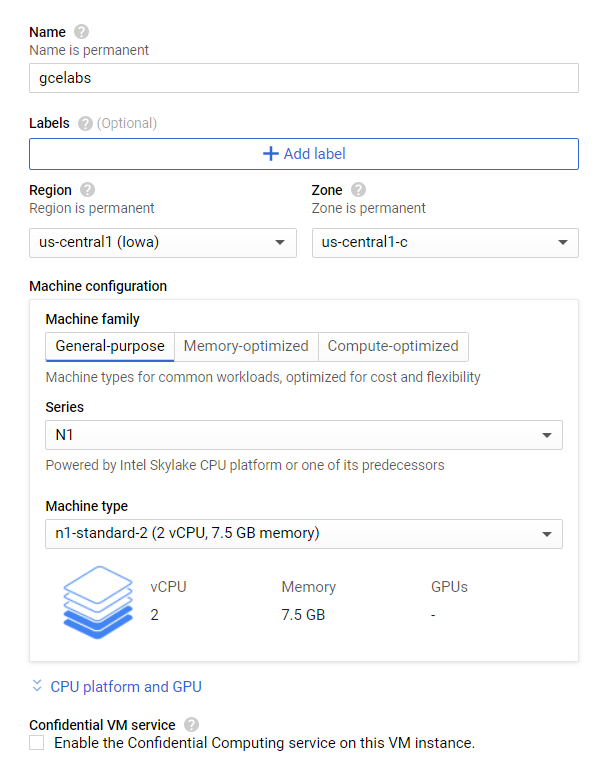 Name ?
Name is permanent
gcelabs
Labels ? (Optional)
+ Add label
Region ?
Region is permanent
us-central1 (Iowa)
Zone ?
Zone is permanent
us-central1-c
Machine configuration
Machine family
General-purpose Memory-optimized Compute-optimized
Machine types for common workloads, optimized for cost and flexibility
Series
N1
Powered by Intel Skylake CPU platform or one of its predecessors
Machine type
n1-standard-2 (2 vCPU, 7.5 GB memory)
vCPU Memory GPUs
2 7.5 GB -
CPU platform and GPU
Confidential VM service ?
Enable the Confidential Computing service on this VM instance.